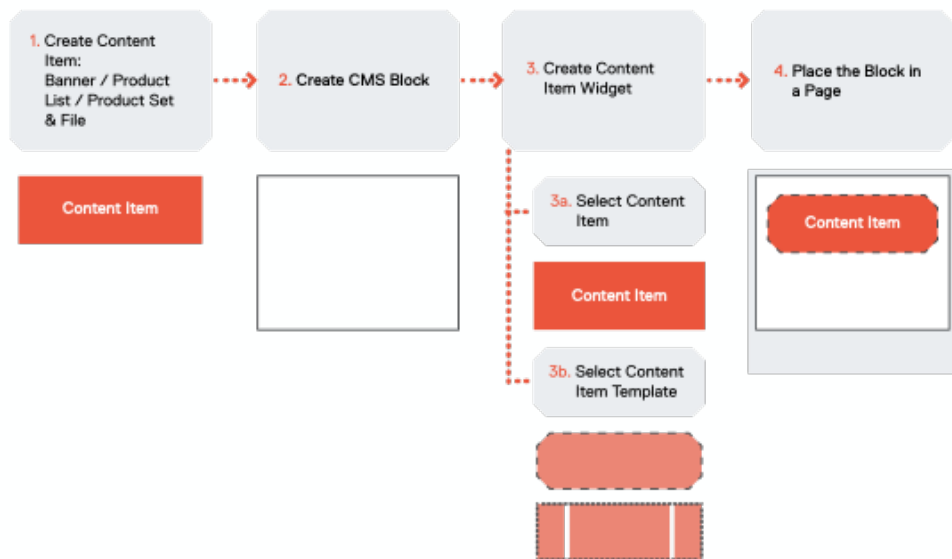 1. Create Content
Item:
Banner / Product
List / Product Set
& File
2. Create CMS Block
3. Create Content
Item Widget
4. Place the Block in
a Page
Content Item
3a. Select Content
Item
Content Item
3b. Select Content
Item Template
Content Item